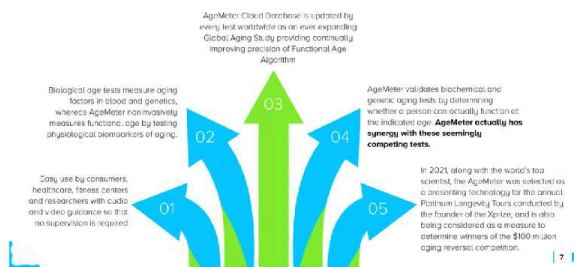 AgeMeter Cloud Database is updated by
every test worldwide as an ever expanding
Global Aging Study providing continually
improving precision of Functional Age
Algorithm
03
Biological age tests measure aging
factors in blood and genetics,
whereas AgeMeter noninvasively
measures functional age by testing
physiological biomarkers of aging.
02
AgeMeter validates biochemical and
genetic aging tests by determining
whether a person can actually function at
the indicated age. AgeMeter actually has
synergy with these seemingly
competing tests.
04
Easy use by consumers,
healthcare, fitness centers
and researchers with audio
and video guidance so that
no supervision is required
01
In 2021, along with the world's top
scientist, the AgeMeter was selected as
a presenting technology for the annual
Platinum Longevity Tours conducted by
the founder of the Xprize, and is also
being considered as a measure to
determine winners of the $100 million
aging reversal competition.
05
7